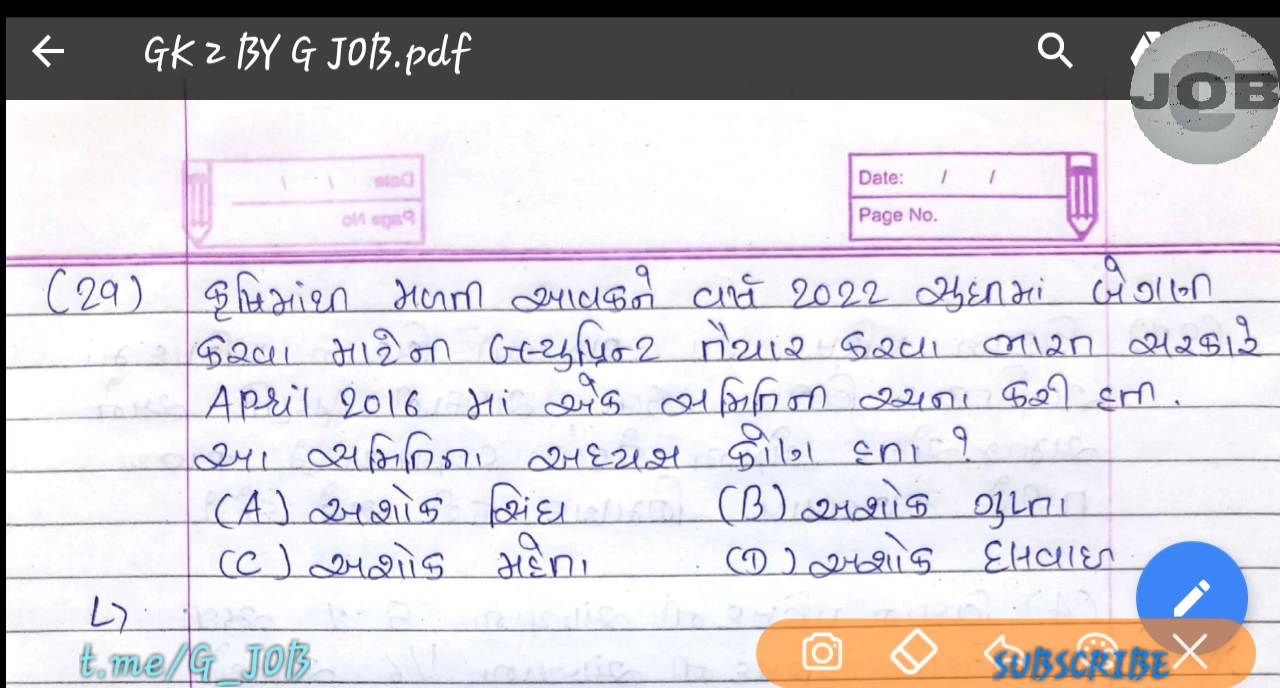 GK 2 BY G JOB.pdf
JOB
Date: / /
Page No.
(29) કૃષિમાંથી મળતી આવકને વર્ષ 2022 સુધીમાં બેગણી
કરવા માટેના બ્લ્યુપ્રિન્ટ તૈયાર કરવા ભારત સરકારે
April 2016 માં એક સમિતિની રચના કરી હતી.
આ સમિતિના અધ્યક્ષ કોણ હતા ?
(A) અશોક સિંઘ (B) અશોક ગુપ્તા
(C) અશોક મહેતા (D) અશોક દલવાઈ
t.me/G_JOB
SUBSCRIBE